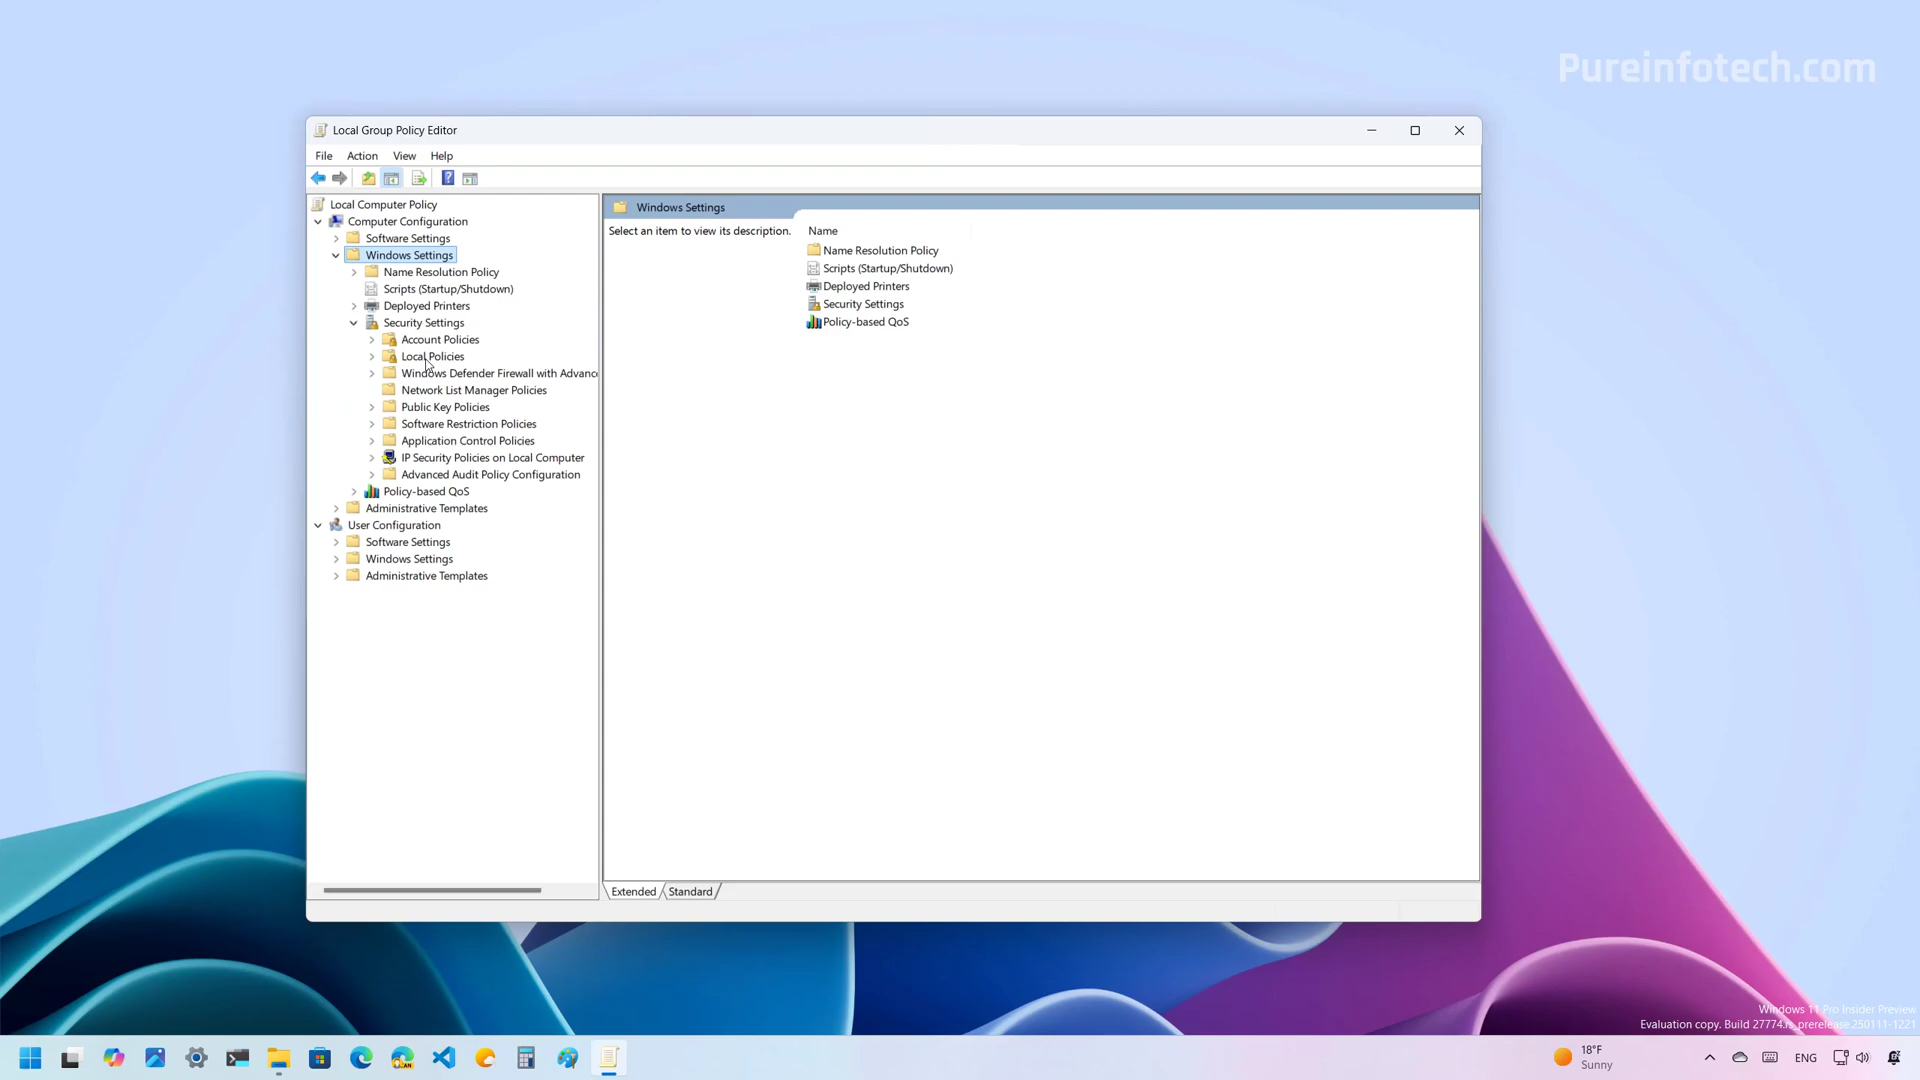 Pureinfotech.com
Local Group Policy Editor
File Action View Help
Local Computer Policy
Computer Configuration
Software Settings
Windows Settings
Name Resolution Policy
Scripts (Startup/Shutdown)
Deployed Printers
Security Settings
Account Policies
Local Policies
Windows Defender Firewall with Advanc
Network List Manager Policies
Public Key Policies
Software Restriction Policies
Application Control Policies
IP Security Policies on Local Computer
Advanced Audit Policy Configuration
Policy-based QoS
Administrative Templates
User Configuration
Software Settings
Windows Settings
Administrative Templates
Windows Settings
Select an item to view its description.
Name
Name Resolution Policy
Scripts (Startup/Shutdown)
Deployed Printers
Security Settings
Policy-based QoS
Extended Standard
Windows 11 Pro Insider Preview
Evaluation copy. Build 27774.rs_prerelease.250111-1221
18°F
Sunny
ENG